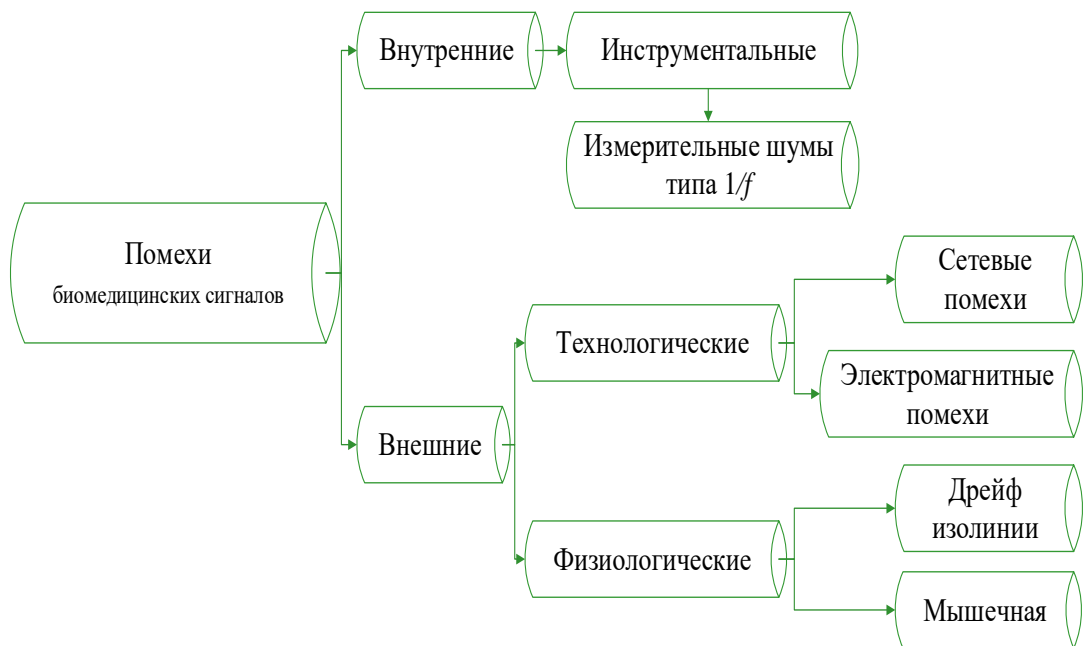 Помехи
биомедицинских сигналов
Внутренние
Инструментальные
Измерительные шумы
типа 1/f
Внешние
Технологические
Сетевые
помехи
Электромагнитные
помехи
Физиологические
Дрейф
изолинии
Мышечная